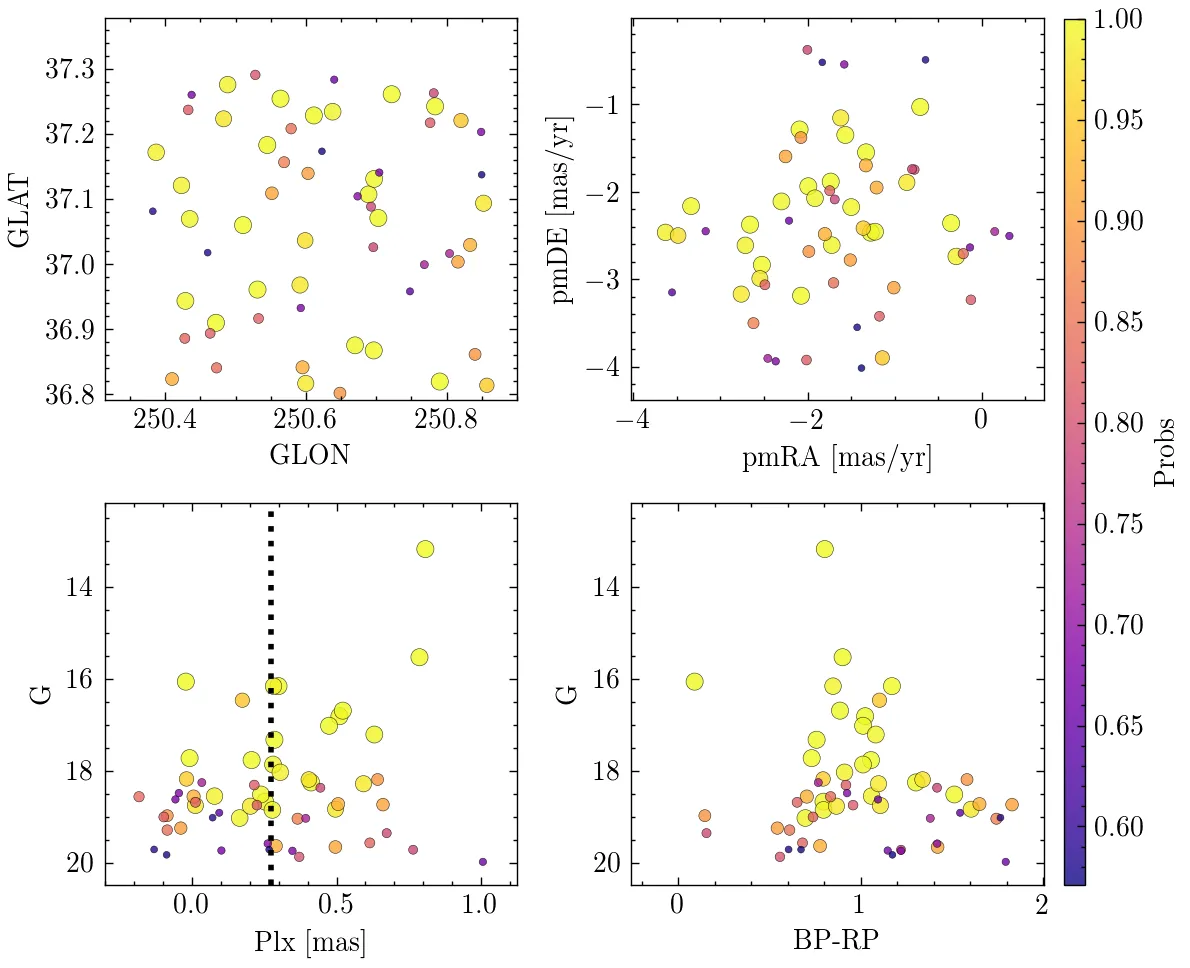 37.3
37.2
37.1
37.0
36.9
36.8
GLAT
250.4 250.6 250.8
GLON
−1
−2
−3
−4
pmDE [mas/yr]
−4 −2 0
pmRA [mas/yr]
1.00
0.95
0.90
0.85
0.80
0.75
0.70
0.65
0.60
Probs
14
16
18
20
G
0.0 0.5 1.0
Plx [mas]
14
16
18
20
G
0 1 2
BP-RP